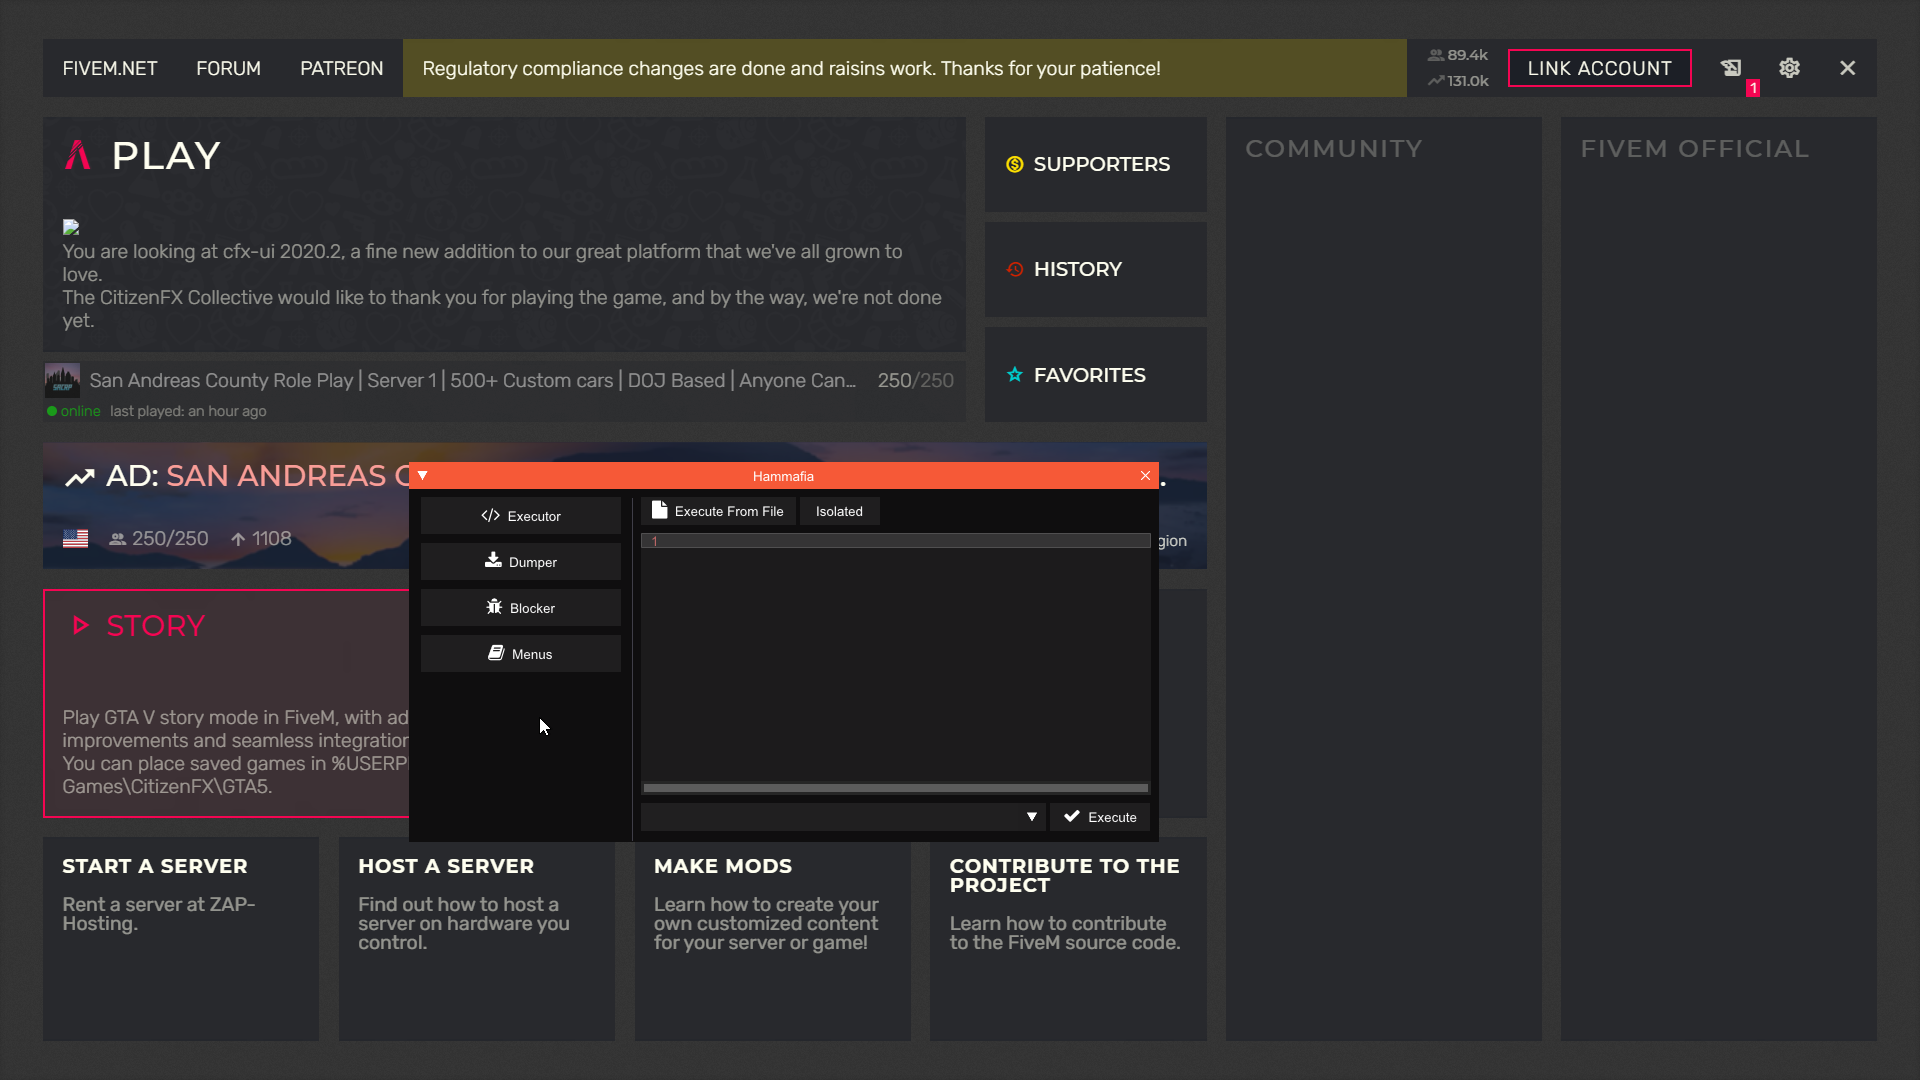 FIVEM.NET
FORUM
PATREON
Regulatory compliance changes are done and raisins work. Thanks for your patience!
89.4k
131.0k
LINK ACCOUNT
1
PLAY
You are looking at cfx-ui 2020.2, a fine new addition to our great platform that we've all grown to
love.
The CitizenFX Collective would like to thank you for playing the game, and by the way, we're not done
yet.
San Andreas County Role Play | Server 1 | 500+ Custom cars | DOJ Based | Anyone Can...
250/250
online
last played: an hour ago
SUPPORTERS
HISTORY
FAVORITES
COMMUNITY
FIVEM OFFICIAL
AD: SAN ANDREAS
.
250/250
1108
gion
STORY
Play GTA V story mode in FiveM, with ad
improvements and seamless integration
You can place saved games in %USERP
Games\CitizenFX\GTA5.
Hammafia
Executor
Dumper
Blocker
Menus
Execute From File
Isolated
1
Execute
START A SERVER
Rent a server at ZAP-
Hosting.
HOST A SERVER
Find out how to host a
server on hardware you
control.
MAKE MODS
Learn how to create your
own customized content
for your server or game!
CONTRIBUTE TO THE
PROJECT
Learn how to contribute
to the FiveM source code.